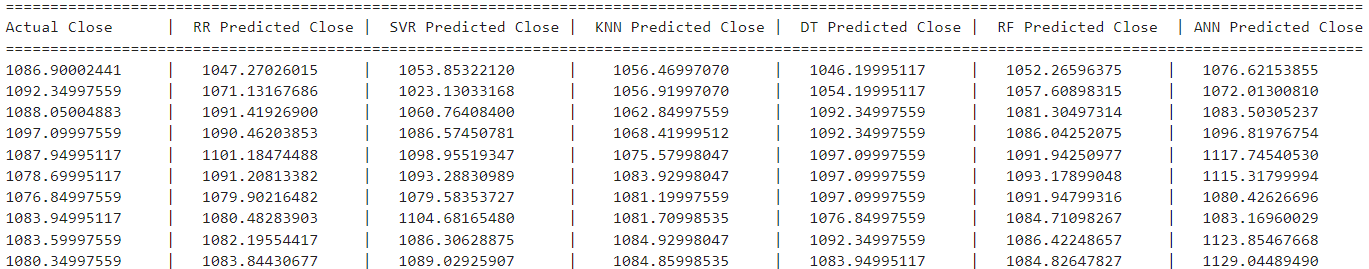 ===================================================================================================================================================================
Actual Close       |  RR Predicted Close |  SVR Predicted Close |  KNN Predicted Close |  DT Predicted Close |  RF Predicted Close  | ANN Predicted Close
===================================================================================================================================================================
1086.90002441      |   1047.27026015     |   1053.85322120      |    1056.46997070     |   1046.19995117     |   1052.26596375     |   1076.62153855
1092.34997559      |   1071.13167686     |   1023.13033168      |    1056.91997070     |   1054.19995117     |   1057.60898315     |   1072.01300810
1088.05004883      |   1091.41926900     |   1060.76408400      |    1062.84997559     |   1092.34997559     |   1081.30497314     |   1083.50305237
1097.09997559      |   1090.46203853     |   1086.57450781      |    1068.41999512     |   1092.34997559     |   1086.04252075     |   1096.81976754
1087.94995117      |   1101.18474488     |   1098.95519347      |    1075.57998047     |   1097.09997559     |   1091.94250977     |   1117.74540530
1078.69995117      |   1091.20813382     |   1093.28830989      |    1083.92998047     |   1097.09997559     |   1093.17899048     |   1115.31799994
1076.84997559      |   1079.90216482     |   1079.58353727      |    1081.19997559     |   1097.09997559     |   1091.94799316     |   1080.42626696
1083.94995117      |   1080.48283903     |   1104.68165480      |    1081.70998535     |   1076.84997559     |   1084.71098267     |   1083.16960029
1083.59997559      |   1082.19554417     |   1086.30628875      |    1084.92998047     |   1092.34997559     |   1086.42248657     |   1123.85467668
1080.34997559      |   1083.84430677     |   1089.02925907      |    1084.85998535     |   1083.94995117     |   1084.82647827     |   1129.04489490